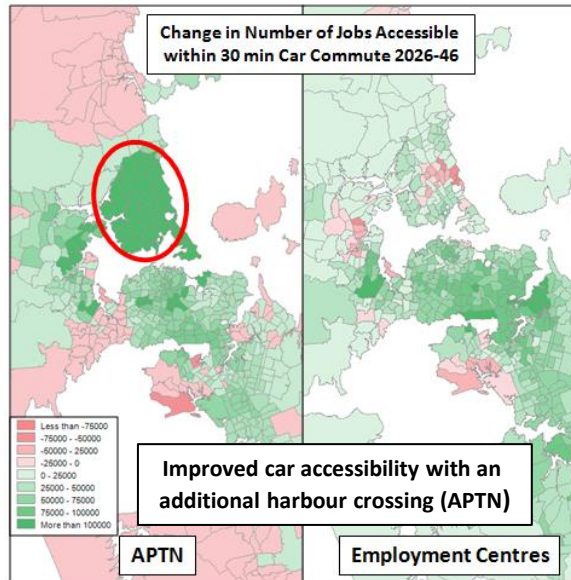 Change in Number of Jobs Accessible
within 30 min Car Commute 2026-46
Less than -75000
-75000 - -50000
-50000 - 25000
-25000 - 0
0 - 25000
25000 - 50000
50000 - 75000
75000 - 100000
More than 100000
Improved car accessibility with an
additional harbour crossing (APTN)
APTN
Employment Centres